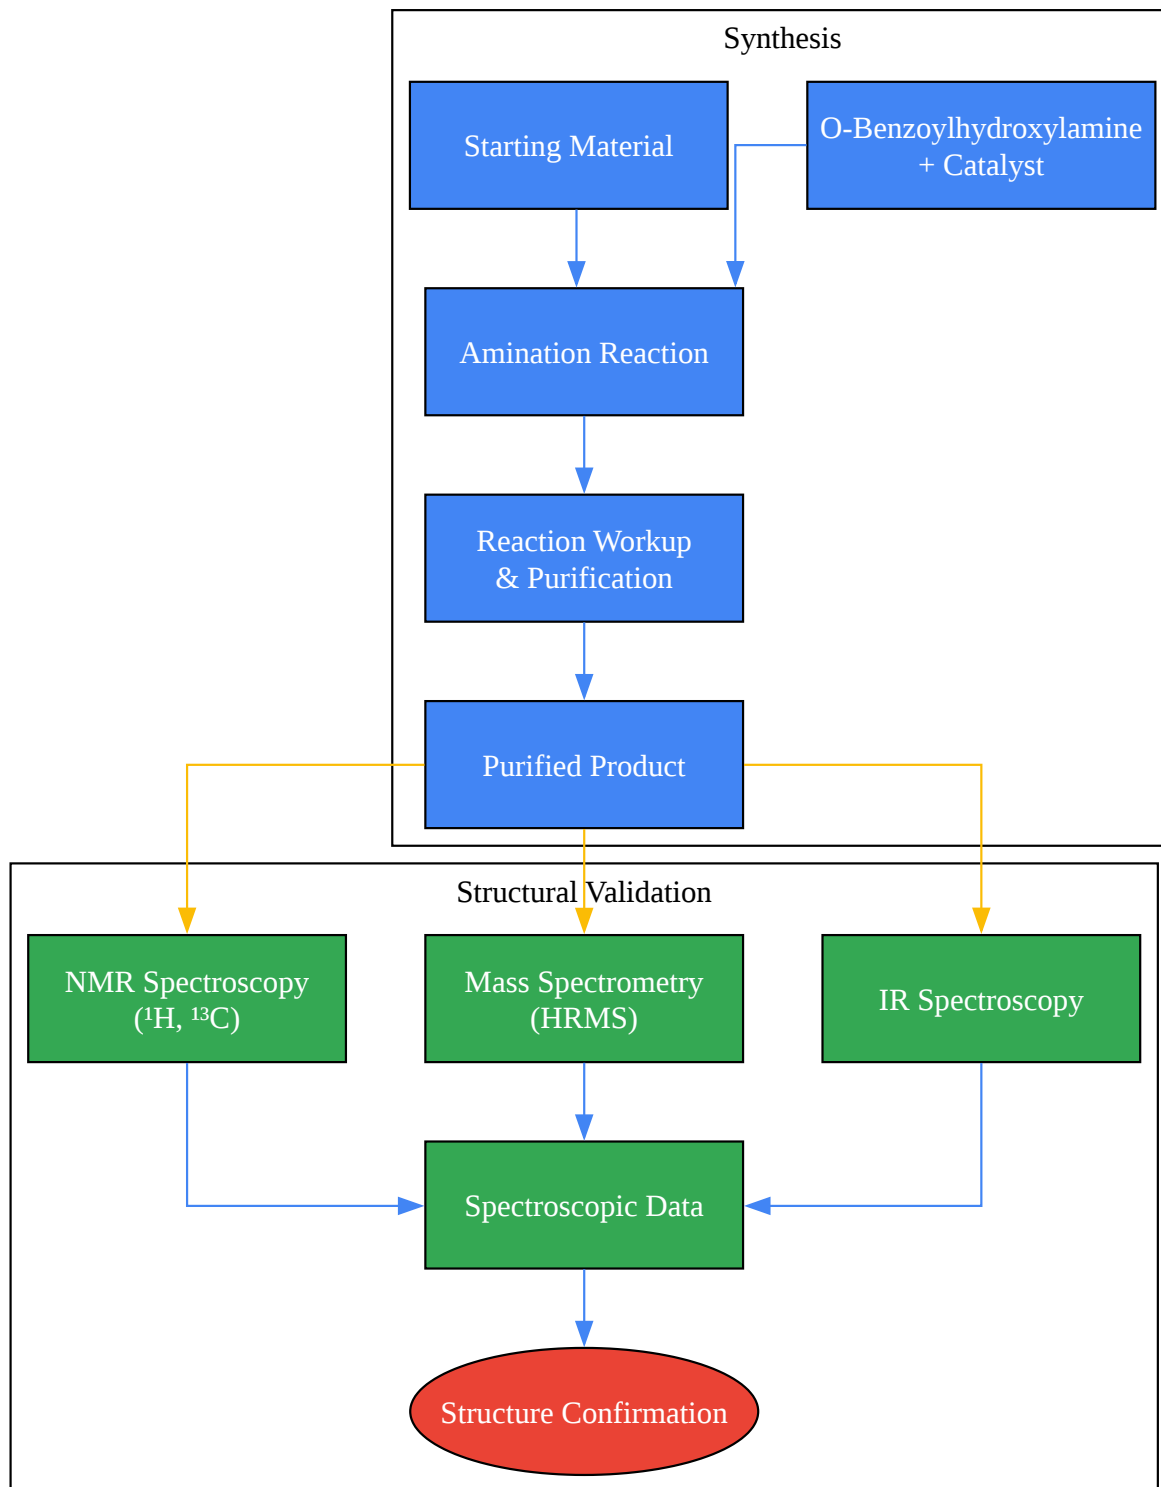 Synthesis
Starting Material
O-Benzoylhydroxylamine
+ Catalyst
Amination Reaction
Reaction Workup
& Purification
Purified Product
Structural Validation
NMR Spectroscopy
(¹H, ¹³C)
Mass Spectrometry
(HRMS)
IR Spectroscopy
Spectroscopic Data
Structure Confirmation